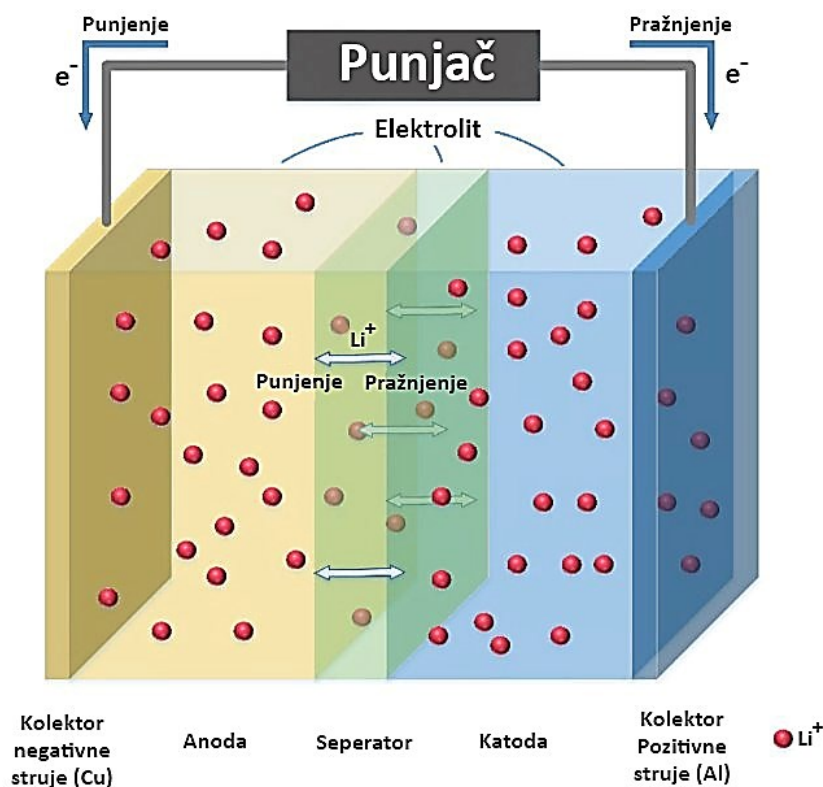 Punjenje
Pražnjenje
Punjač
e⁻
e⁻
Elektrolit
Li⁺
Punjenje
Pražnjenje
Kolektor
negativne
struje (Cu)
Anoda
Seperator
Katoda
Kolektor
Pozitivne
struje (Al)
Li⁺